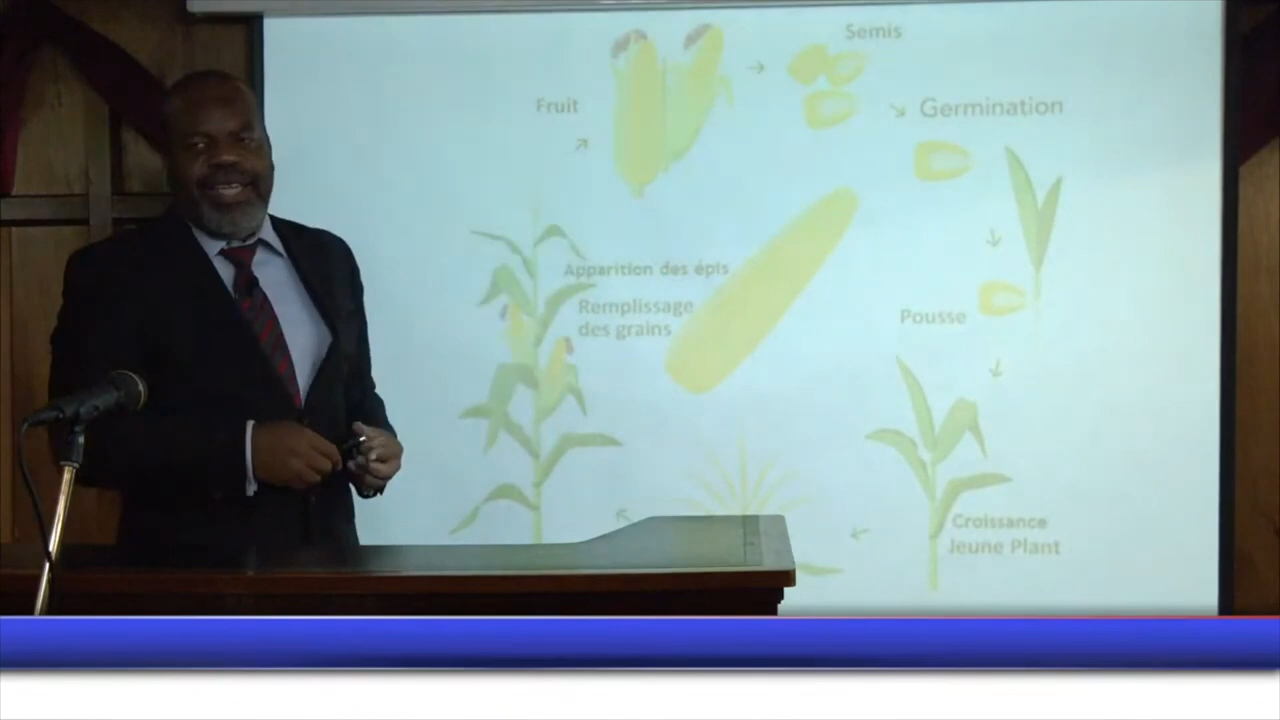 Semis
Fruit
Germination
Apparition des épis
Remplissage
des grains
Pousse
Croissance
Jeune Plant